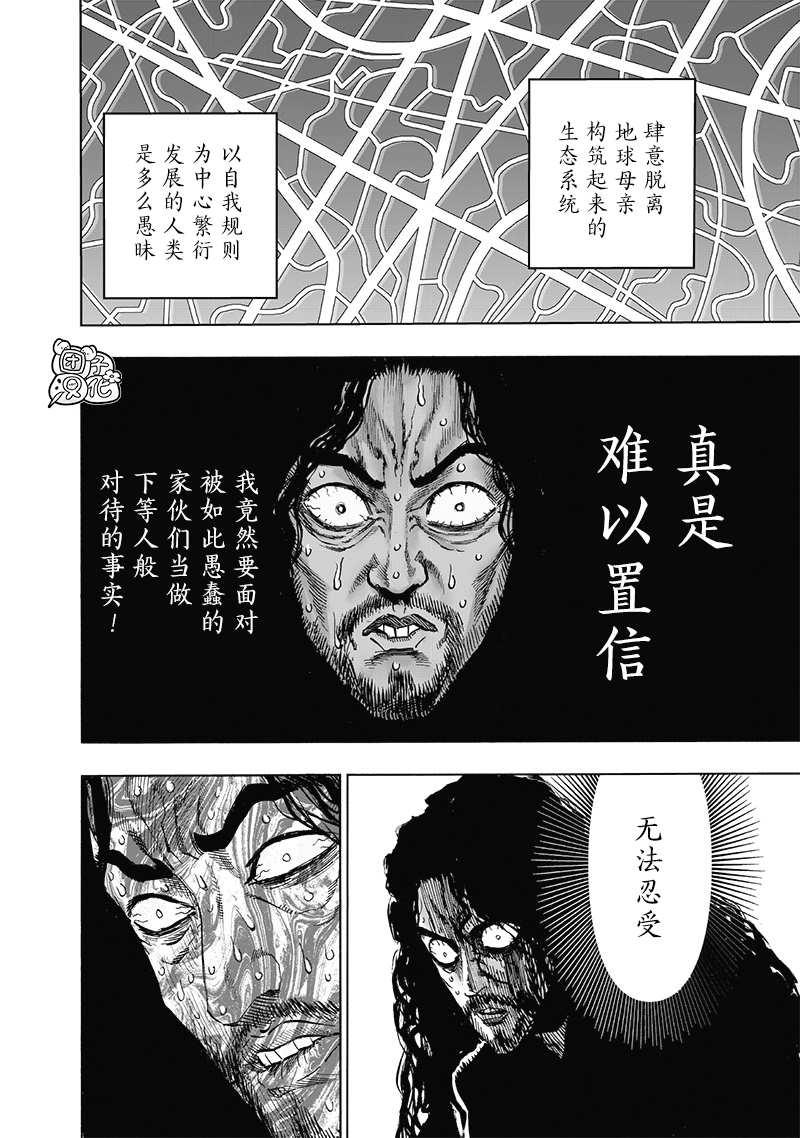 肆意脱离
地球母亲
构筑起来的
生态系统
以自我规则
为中心繁衍
发展的人类
是多么愚昧
真是
难以置信
我竟然要面对
被如此愚蠢的
家伙们当做
下等人般
对待的事实！
无法忍受
团子
汉化